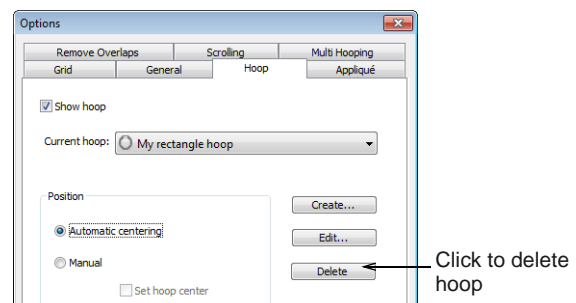 Options
Remove Overlaps Scrolling Multi Hooping
Grid General Hoop Appliqué
Show hoop
Current hoop: My rectangle hoop
Position
Create...
Automatic centering
Edit...
Manual
Delete
Click to delete
hoop
Set hoop center